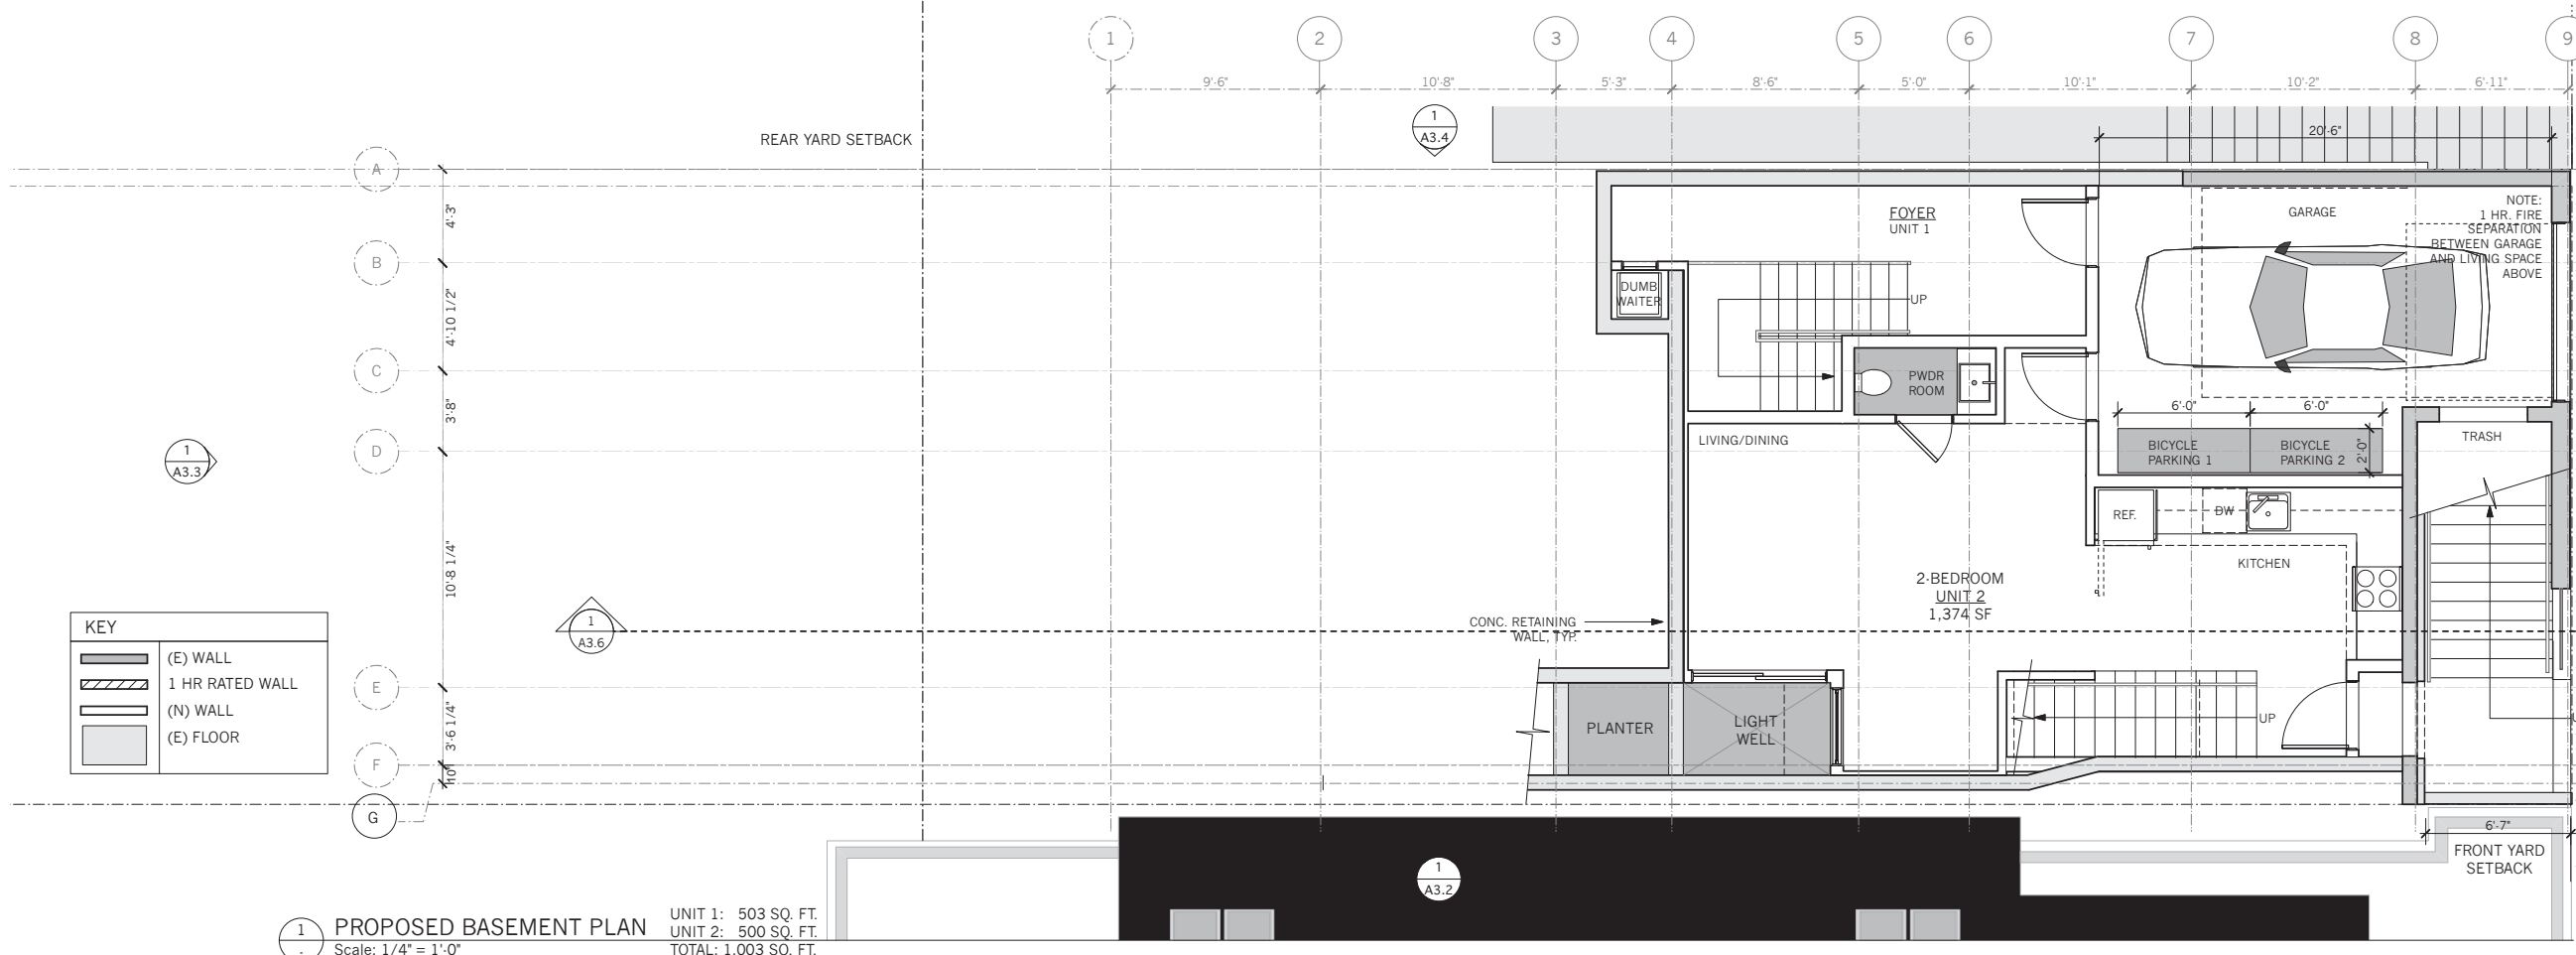 1
2
3
4
5
6
7
8
9
9'-6"
10'-8"
5'-3"
8'-6"
5'-0"
10'-1"
10'-2"
6'-11"
1
A3.4
20'-6"
REAR YARD SETBACK
A
B
C
D
E
F
G
4'-3"
4'-10 1/2"
3'-8"
10'-8 1/4"
3'-6 1/4"
10"
1
A3.3
1
A3.6
FOYER
UNIT 1
GARAGE
NOTE:
1 HR. FIRE
SEPARATION
BETWEEN GARAGE
AND LIVING SPACE
ABOVE
DUMB
WAITER
UP
PWDR
ROOM
6'-0"
6'-0"
LIVING/DINING
BICYCLE
PARKING 1
BICYCLE
PARKING 2
2'-0"
TRASH
REF.
DW
KITCHEN
2-BEDROOM
UNIT 2
1,374 SF
CONC. RETAINING
WALL, TYP.
PLANTER
LIGHT
WELL
UP
KEY
(E) WALL
1 HR RATED WALL
(N) WALL
(E) FLOOR
6'-7"
FRONT YARD
SETBACK
1
A3.2
1
PROPOSED BASEMENT PLAN
Scale: 1/4" = 1'-0"
UNIT 1: 503 SQ. FT.
UNIT 2: 500 SQ. FT.
TOTAL: 1,003 SQ. FT.